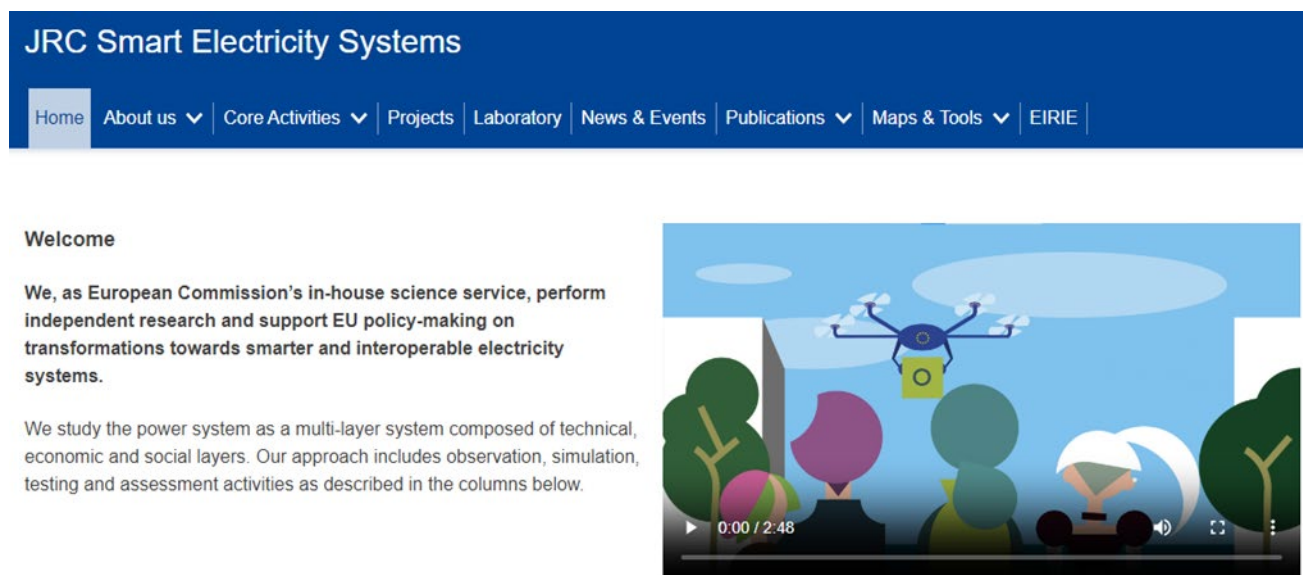 JRC Smart Electricity Systems
Home About us Core Activities Projects Laboratory News & Events Publications Maps & Tools EIRIE
Welcome
We, as European Commission's in-house science service, perform
independent research and support EU policy-making on
transformations towards smarter and interoperable electricity
systems.
We study the power system as a multi-layer system composed of technical,
economic and social layers. Our approach includes observation, simulation,
testing and assessment activities as described in the columns below.
0:00 / 2:48